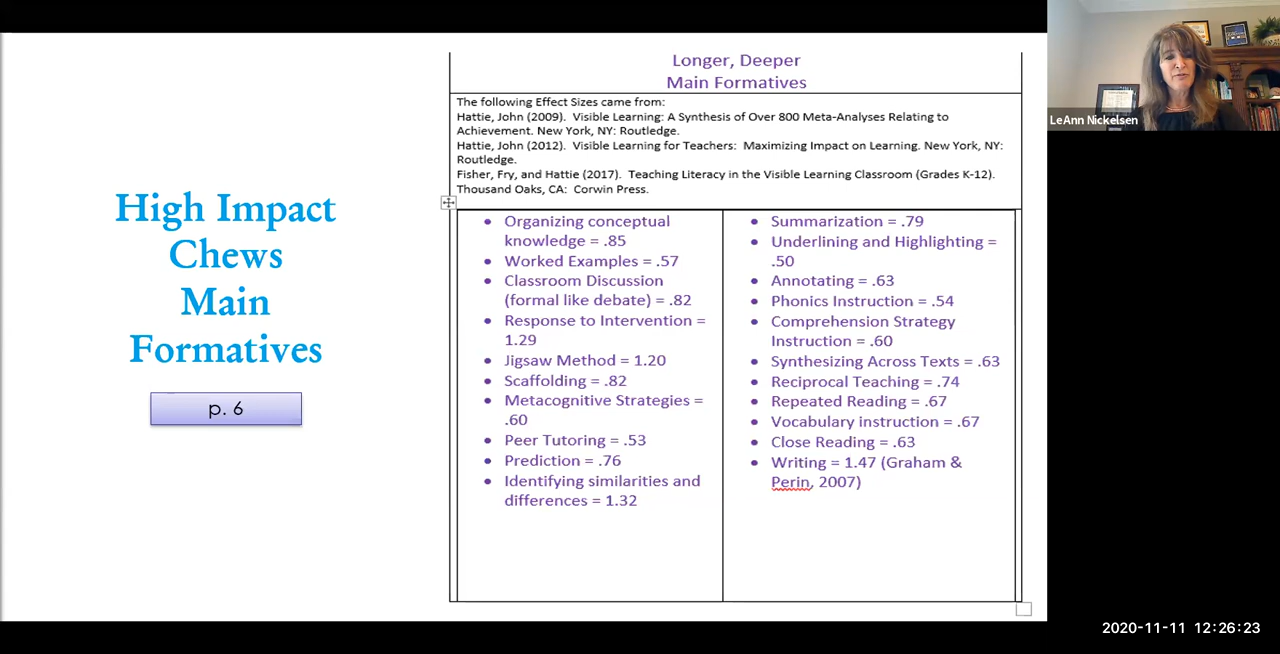 High Impact
Chews
Main
Formatives
p. 6
Longer, Deeper
Main Formatives
The following Effect Sizes came from:
Hattie, John (2009).  Visible Learning: A Synthesis of Over 800 Meta-Analyses Relating to
Achievement. New York, NY: Routledge.
Hattie, John (2012).  Visible Learning for Teachers:  Maximizing Impact on Learning. New York, NY:
Routledge.
Fisher, Fry, and Hattie (2017).  Teaching Literacy in the Visible Learning Classroom (Grades K-12).
Thousand Oaks, CA:  Corwin Press.
• Organizing conceptual
knowledge = .85
• Worked Examples = .57
• Classroom Discussion
(formal like debate) = .82
• Response to Intervention =
1.29
• Jigsaw Method = 1.20
• Scaffolding = .82
• Metacognitive Strategies =
.60
• Peer Tutoring = .53
• Prediction = .76
• Identifying similarities and
differences = 1.32
• Summarization = .79
• Underlining and Highlighting =
.50
• Annotating = .63
• Phonics Instruction = .54
• Comprehension Strategy
Instruction = .60
• Synthesizing Across Texts = .63
• Reciprocal Teaching = .74
• Repeated Reading = .67
• Vocabulary instruction = .67
• Close Reading = .63
• Writing = 1.47 (Graham &
Perin, 2007)
LeAnn Nickelsen
2020-11-11 12:26:23